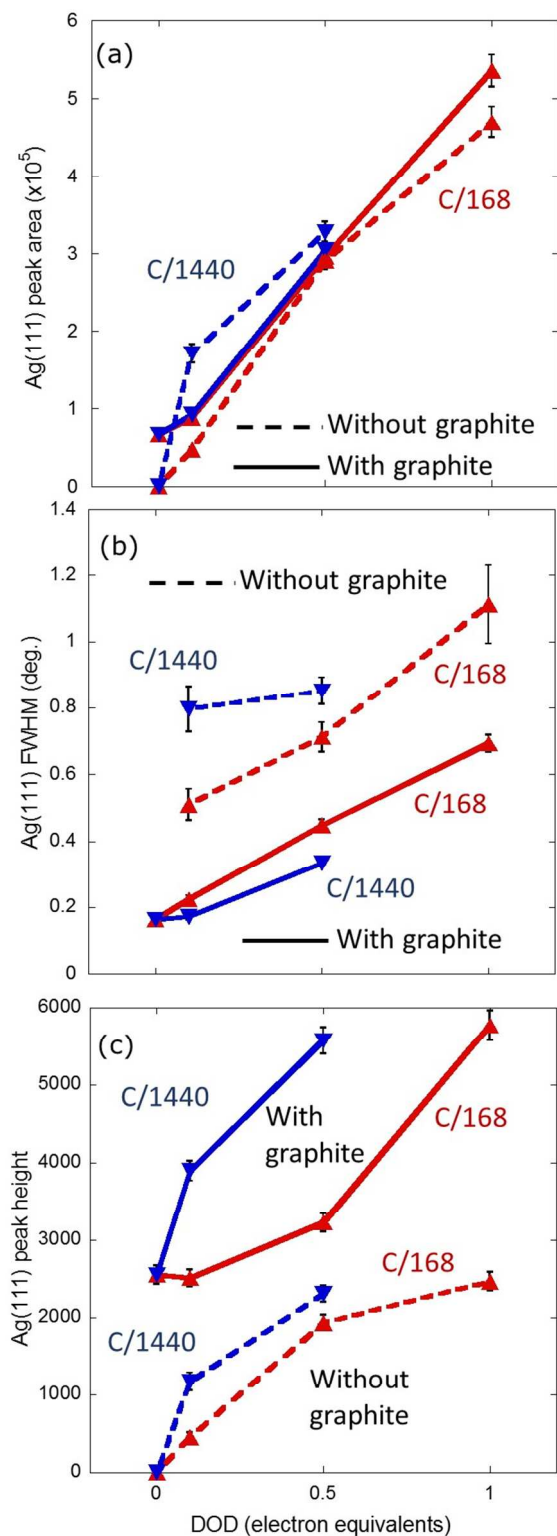 (a)
6
5
4
3
2
1
0
Ag(111) peak area (x10⁵)
C/1440
C/168
Without graphite
With graphite
(b)
1.4
1.2
1
0.8
0.6
0.4
0.2
0
Ag(111) FWHM (deg.)
Without graphite
C/1440
C/168
C/168
C/1440
With graphite
(c)
6000
5000
4000
3000
2000
1000
0
Ag(111) peak height
C/1440
With
graphite
C/168
C/168
C/1440
Without
graphite
0
0.5
1
DOD (electron equivalents)